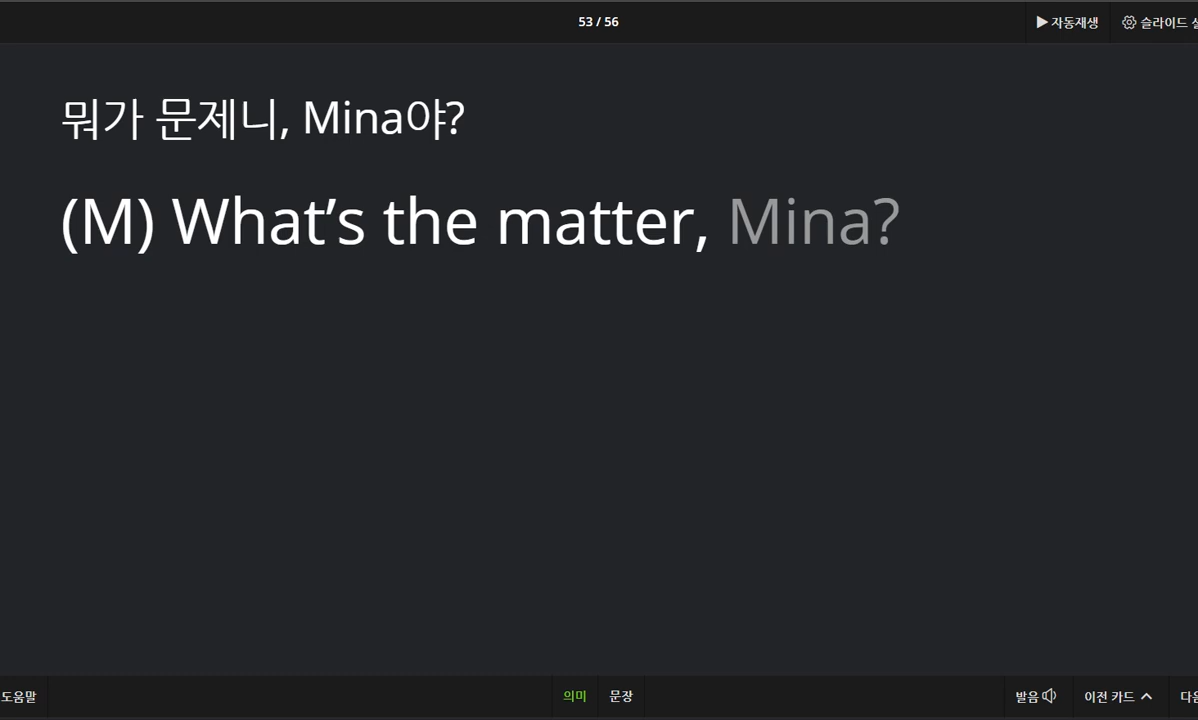 53 / 56
▶ 자동재생
슬라이드
뭐가 문제니, Mina야?
(M) What’s the matter, Mina?
도움말
의미
문장
발음
이전 카드